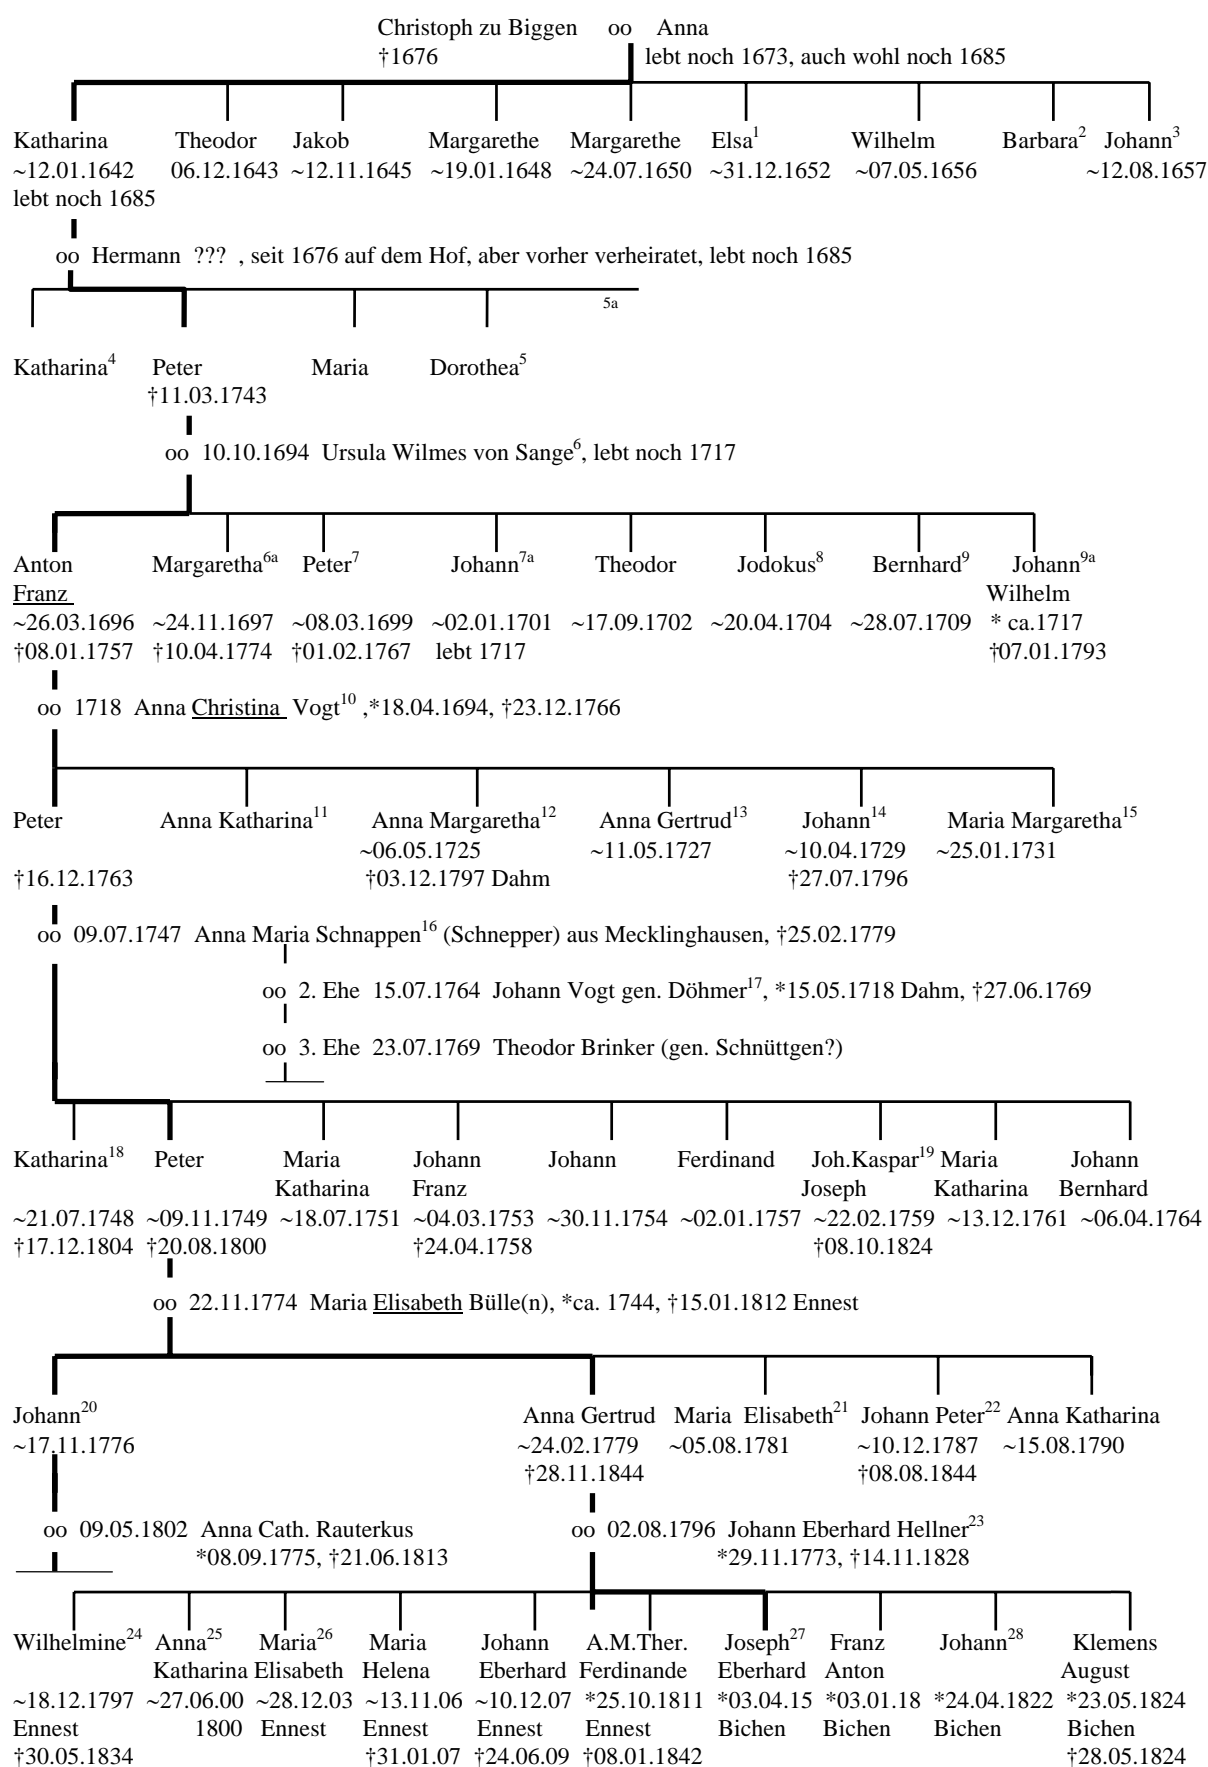 Christoph zu Biggen oo Anna
†1676 lebt noch 1673, auch wohl noch 1685
Katharina Theodor Jakob Margarethe Margarethe Elsa1 Wilhelm Barbara2 Johann3
~12.01.1642 06.12.1643 ~12.11.1645 ~19.01.1648 ~24.07.1650 ~31.12.1652 ~07.05.1656 ~12.08.1657
lebt noch 1685
oo Hermann ??? , seit 1676 auf dem Hof, aber vorher verheiratet, lebt noch 1685
5a
Katharina4 Peter Maria Dorothea5
†11.03.1743
oo 10.10.1694 Ursula Wilmes von Sange6, lebt noch 1717
Anton Margaretha6a Peter7 Johann7a Theodor Jodokus8 Bernhard9 Johann9a
Franz Wilhelm
~26.03.1696 ~24.11.1697 ~08.03.1699 ~02.01.1701 ~17.09.1702 ~20.04.1704 ~28.07.1709 * ca.1717
†08.01.1757 †10.04.1774 †01.02.1767 lebt 1717 †07.01.1793
oo 1718 Anna Christina Vogt10 ,*18.04.1694, †23.12.1766
Peter Anna Katharina11 Anna Margaretha12 Anna Gertrud13 Johann14 Maria Margaretha15
~06.05.1725 ~11.05.1727 ~10.04.1729 ~25.01.1731
†16.12.1763 †03.12.1797 Dahm †27.07.1796
oo 09.07.1747 Anna Maria Schnappen16 (Schnepper) aus Mecklinghausen, †25.02.1779
oo 2. Ehe 15.07.1764 Johann Vogt gen. Döhmer17, *15.05.1718 Dahm, †27.06.1769
oo 3. Ehe 23.07.1769 Theodor Brinker (gen. Schnüttgen?)
Katharina18 Peter Maria Johann Johann Ferdinand Joh.Kaspar19 Maria Johann
Katharina Franz Joseph Katharina Bernhard
~21.07.1748 ~09.11.1749 ~18.07.1751 ~04.03.1753 ~30.11.1754 ~02.01.1757 ~22.02.1759 ~13.12.1761 ~06.04.1764
†17.12.1804 †20.08.1800 †24.04.1758 †08.10.1824
oo 22.11.1774 Maria Elisabeth Bülle(n), *ca. 1744, †15.01.1812 Ennest
Johann20 Anna Gertrud Maria Elisabeth21 Johann Peter22 Anna Katharina
~17.11.1776 ~24.02.1779 ~05.08.1781 ~10.12.1787 ~15.08.1790
†28.11.1844 †08.08.1844
oo 09.05.1802 Anna Cath. Rauterkus oo 02.08.1796 Johann Eberhard Hellner23
*08.09.1775, †21.06.1813 *29.11.1773, †14.11.1828
Wilhelmine24 Anna25 Maria26 Maria Johann A.M.Ther. Joseph27 Franz Johann28 Klemens
Katharina Elisabeth Helena Eberhard Ferdinande Eberhard Anton August
~18.12.1797 ~27.06.00 ~28.12.03 ~13.11.06 ~10.12.07 *25.10.1811 *03.04.15 *03.01.18 *24.04.1822 *23.05.1824
Ennest 1800 Ennest Ennest Ennest Ennest Bichen Bichen Bichen Bichen
†30.05.1834 †31.01.07 †24.06.09 †08.01.1842 †28.05.1824